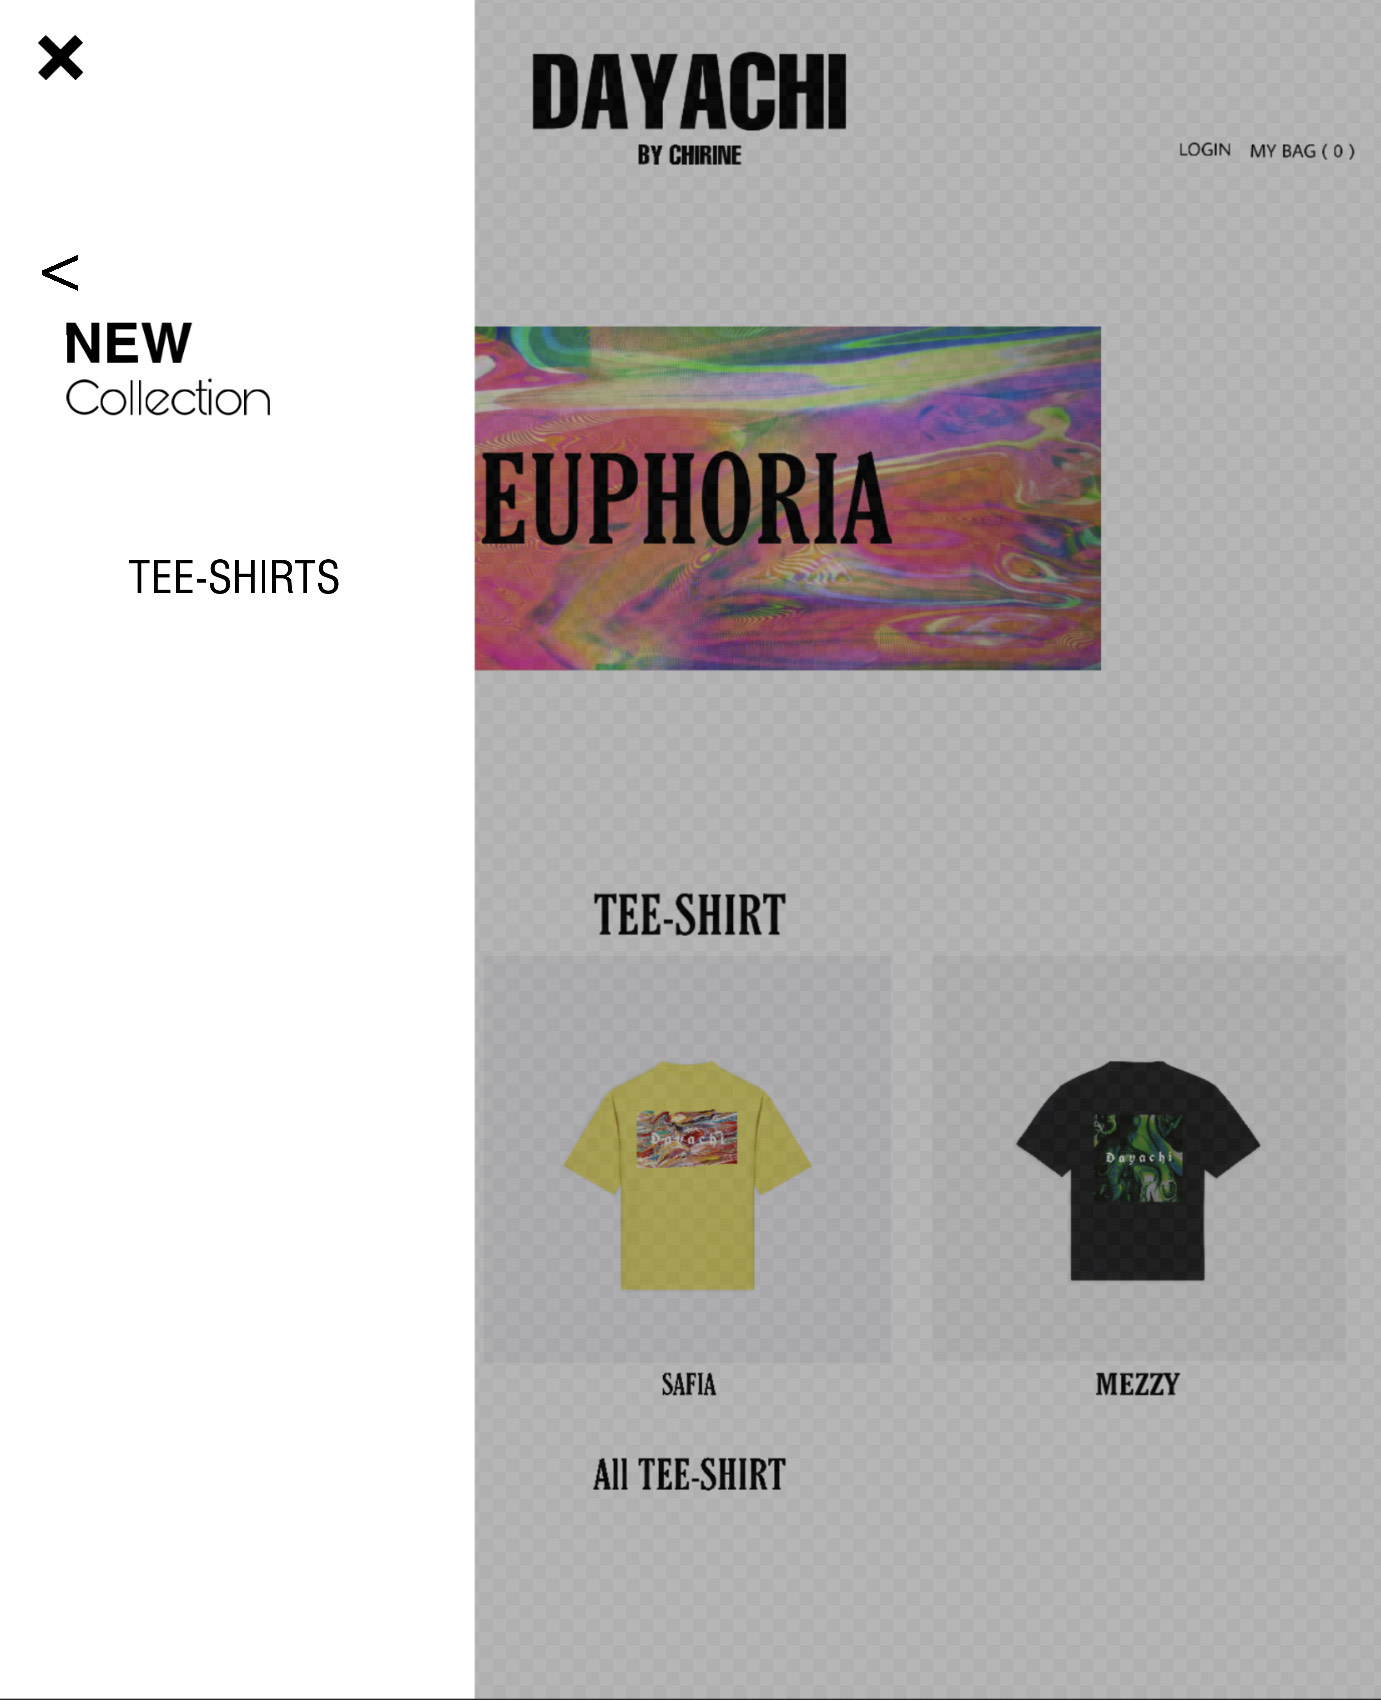 <
NEW
Collection
TEE-SHIRTS
DAYACHI
BY CHIRINE
LOGIN MY BAG ( 0 )
EUPHORIA
TEE-SHIRT
Dayachi
Dayachi
SAFIA
MEZZY
All TEE-SHIRT